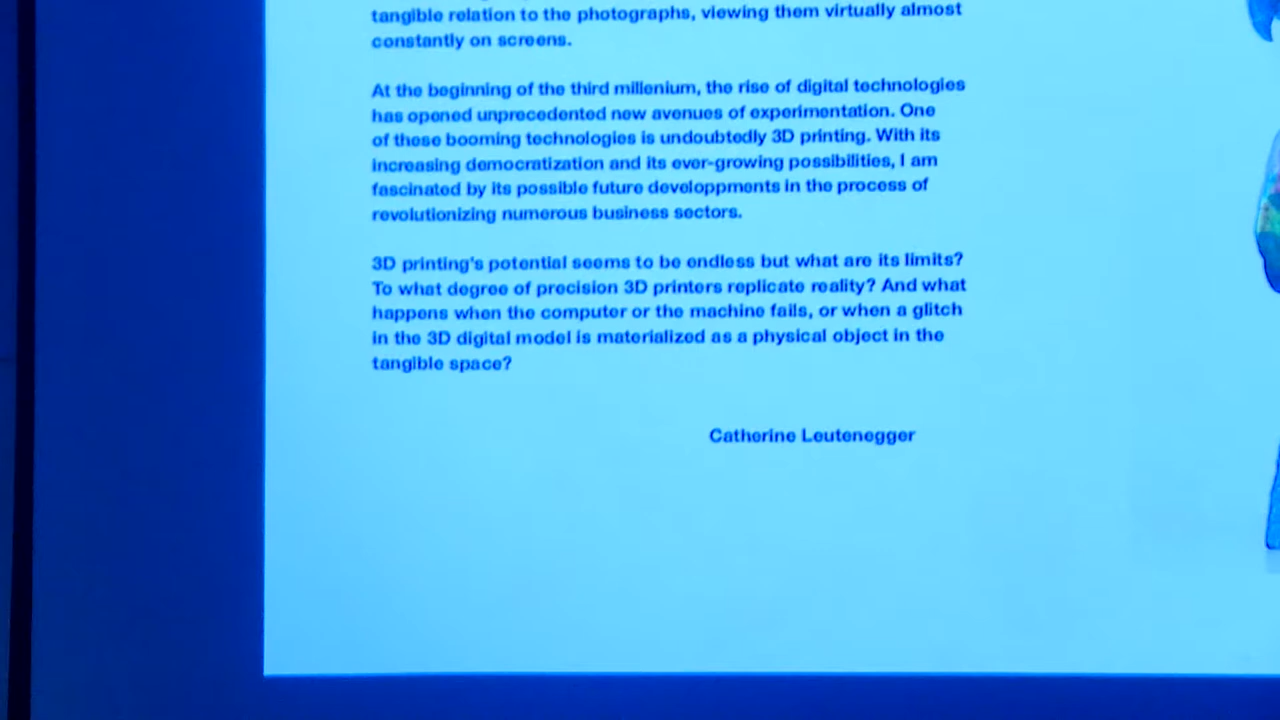 tangible relation to the photographs, viewing them virtually almost
constantly on screens.
At the beginning of the third millenium, the rise of digital technologies
has opened unprecedented new avenues of experimentation. One
of these booming technologies is undoubtedly 3D printing. With its
increasing democratization and its ever-growing possibilities, I am
fascinated by its possible future developpments in the process of
revolutionizing numerous business sectors.
3D printing's potential seems to be endless but what are its limits?
To what degree of precision 3D printers replicate reality? And what
happens when the computer or the machine fails, or when a glitch
in the 3D digital model is materialized as a physical object in the
tangible space?
Catherine Leutenegger